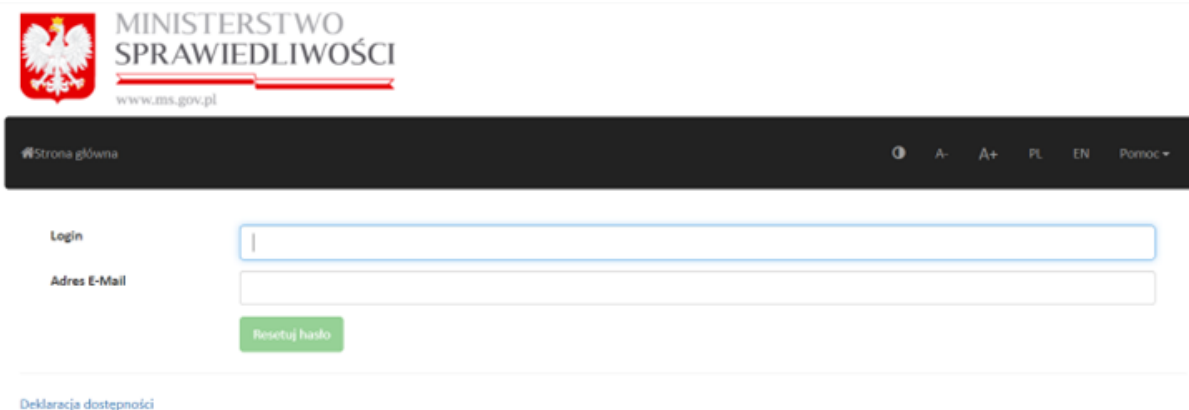 MINISTERSTWO
SPRAWIEDLIWOŚCI
www.ms.gov.pl
Strona główna A- A+ PL EN Pomoc
Login
Adres E-Mail
Resetuj hasło
Deklaracja dostępności